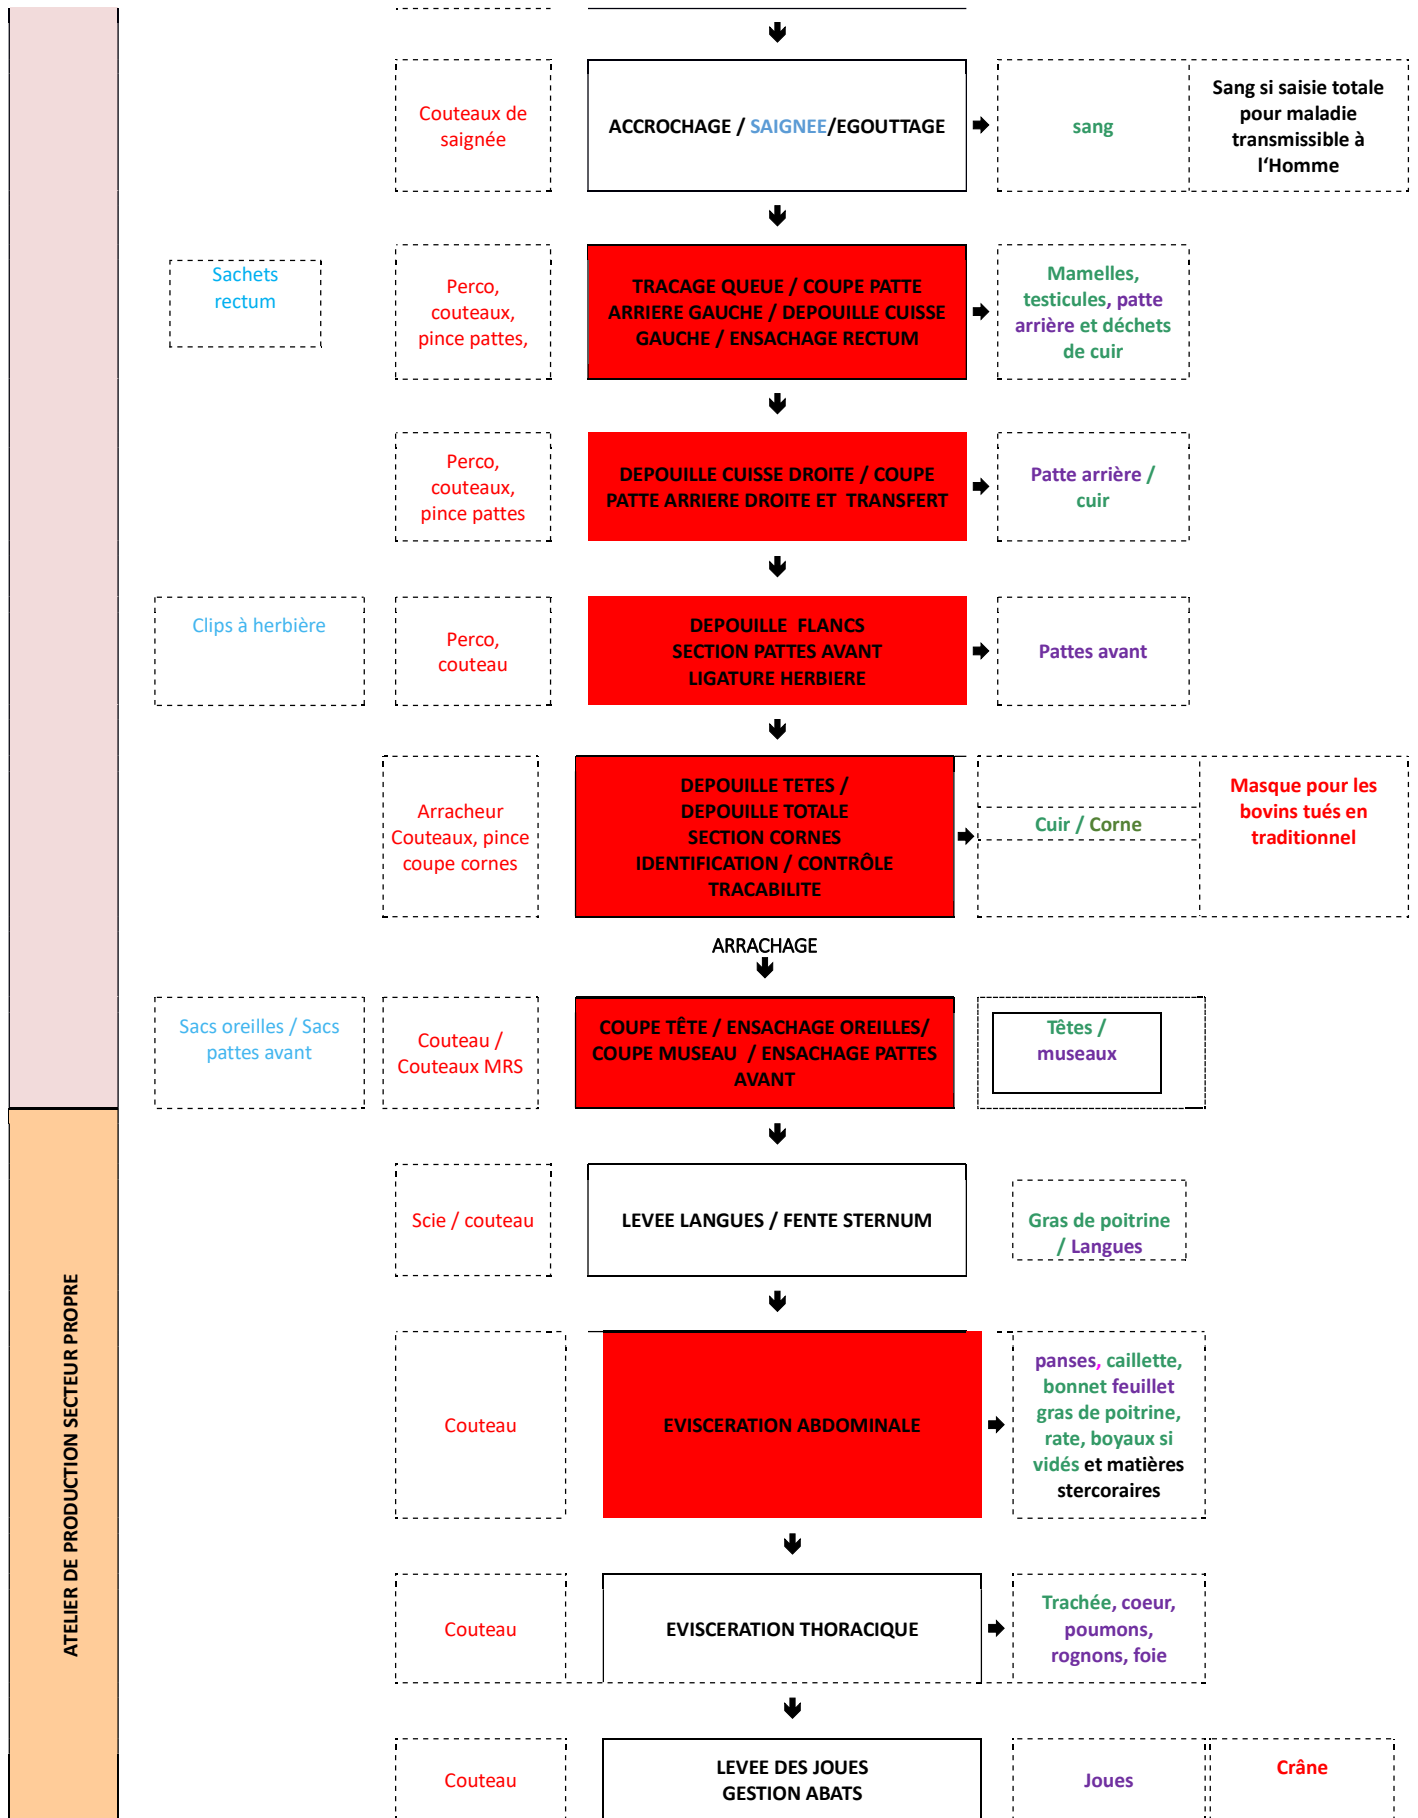 Couteaux de
saignée
ACCROCHAGE / SAIGNEE/EGOUTTAGE
sang
Sang si saisie totale
pour maladie
transmissible à
l‘Homme
Sachets
rectum
Perco,
couteaux,
pince pattes,
TRACAGE QUEUE / COUPE PATTE
ARRIERE GAUCHE / DEPOUILLE CUISSE
GAUCHE / ENSACHAGE RECTUM
Mamelles,
testicules, patte
arrière et déchets
de cuir
Perco,
couteaux,
pince pattes
DEPOUILLE CUISSE DROITE / COUPE
PATTE ARRIERE DROITE ET TRANSFERT
Patte arrière /
cuir
Clips à herbière
Perco,
couteau
DEPOUILLE FLANCS
SECTION PATTES AVANT
LIGATURE HERBIERE
Pattes avant
Arracheur
Couteaux, pince
coupe cornes
DEPOUILLE TETES /
DEPOUILLE TOTALE
SECTION CORNES
IDENTIFICATION / CONTRÔLE
TRACABILITE
Cuir / Corne
Masque pour les
bovins tués en
traditionnel
ARRACHAGE
Sacs oreilles / Sacs
pattes avant
Couteau /
Couteaux MRS
COUPE TÊTE / ENSACHAGE OREILLES/
COUPE MUSEAU / ENSACHAGE PATTES
AVANT
Têtes /
museaux
ATELIER DE PRODUCTION SECTEUR PROPRE
Scie / couteau
LEVEE LANGUES / FENTE STERNUM
Gras de poitrine
/ Langues
Couteau
EVISCERATION ABDOMINALE
panses, caillette,
bonnet feuillet
gras de poitrine,
rate, boyaux si
vidés et matières
stercoraires
Couteau
EVISCERATION THORACIQUE
Trachée, coeur,
poumons,
rognons, foie
Couteau
LEVEE DES JOUES
GESTION ABATS
Joues
Crâne